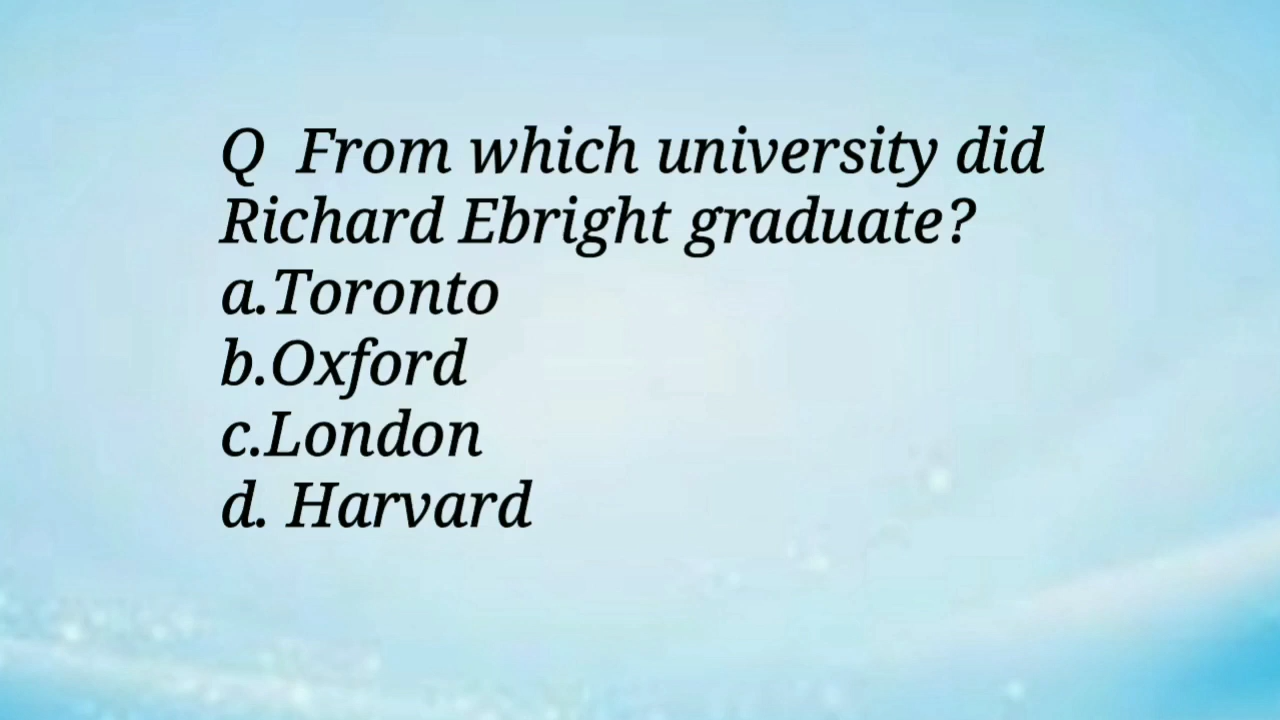 Q  From which university did
Richard Ebright graduate?
a.Toronto
b.Oxford
c.London
d. Harvard